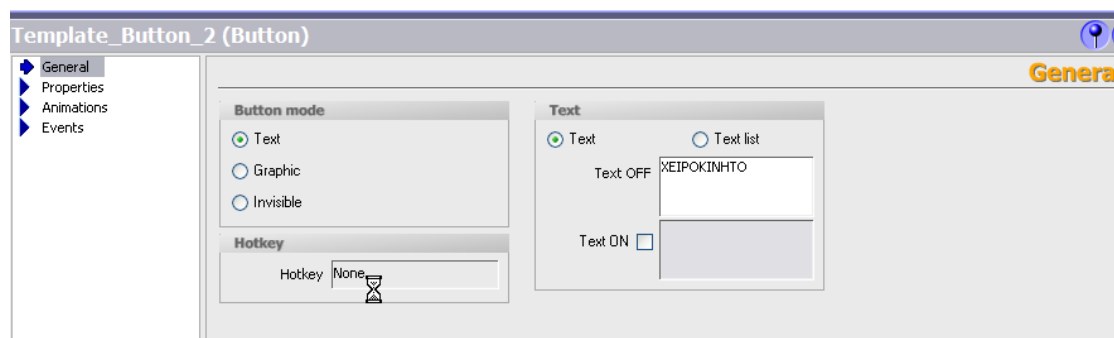 Template_Button_2 (Button)
General
Properties
Animations
Events
Genera
Button mode
Text
Graphic
Invisible
Hotkey
Hotkey None
Text
Text Text list
Text OFF ΧΕΙΡΟΚΙΝΗΤΟ
Text ON